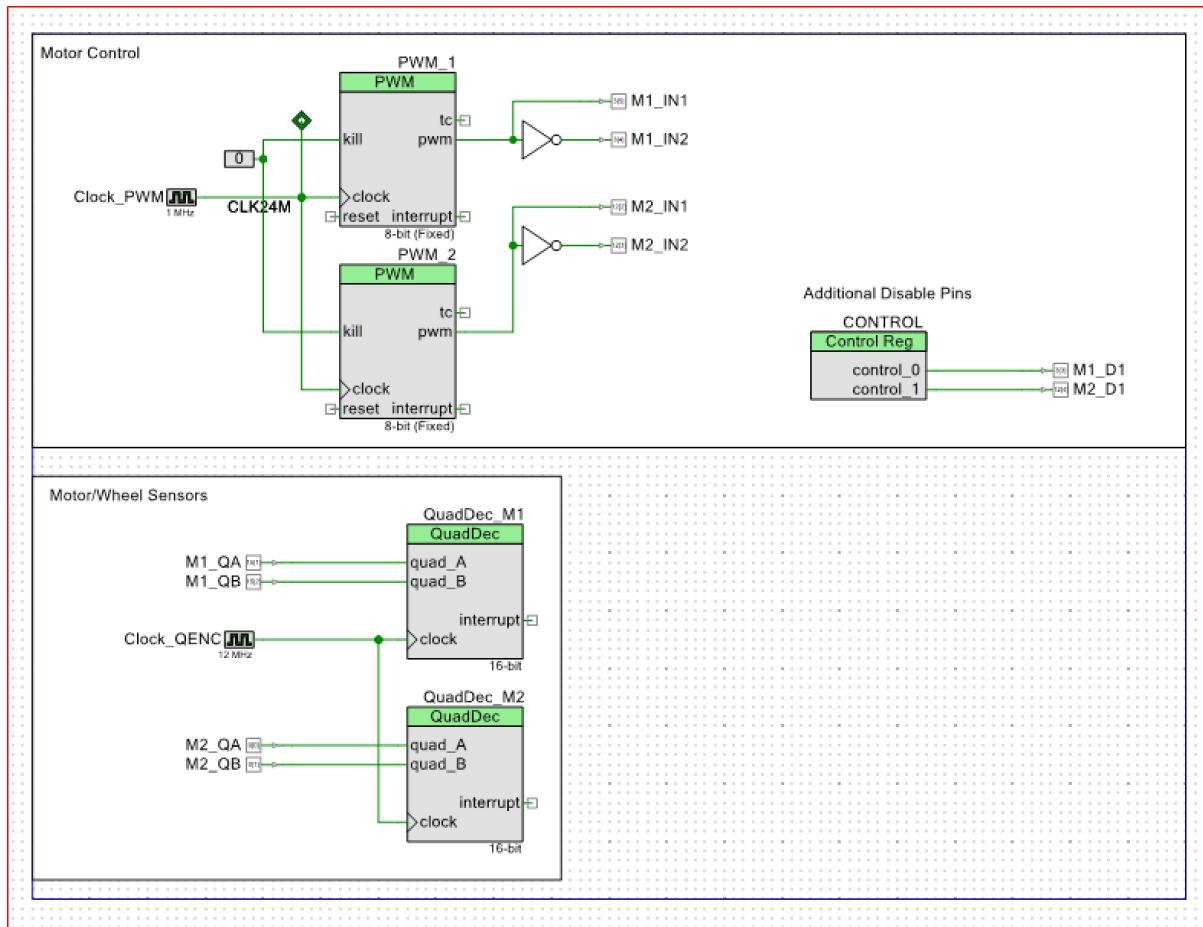 Motor Control
PWM_1
PWM
tc
kill
pwm
0
Clock_PWM
1 MHz
CLK24M
clock
reset interrupt
8-bit (Fixed)
M1_IN1
M1_IN2
M2_IN1
M2_IN2
PWM_2
PWM
tc
kill
pwm
clock
reset interrupt
8-bit (Fixed)
Additional Disable Pins
CONTROL
Control Reg
control_0
control_1
M1_D1
M2_D1
Motor/Wheel Sensors
QuadDec_M1
QuadDec
M1_QA
quad_A
M1_QB
quad_B
interrupt
Clock_QENC
12 MHz
clock
16-bit
QuadDec_M2
QuadDec
M2_QA
quad_A
M2_QB
quad_B
interrupt
clock
16-bit